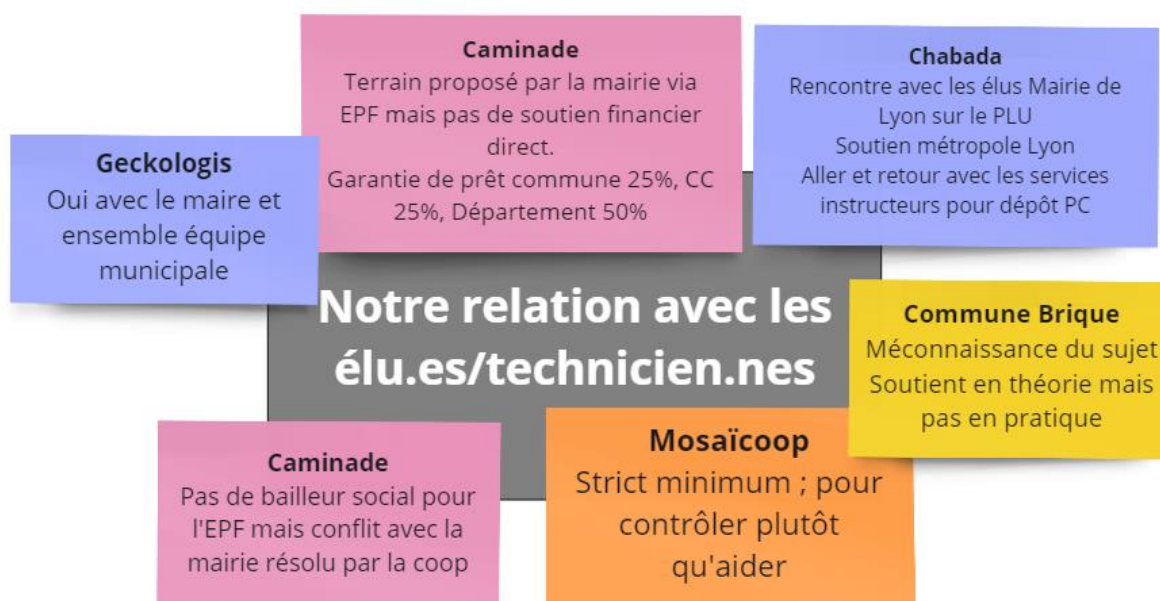 Caminade
Terrain proposé par la mairie via
EPF mais pas de soutien financier
direct.
Garantie de prêt commune 25%, CC
25%, Département 50%
Chabada
Rencontre avec les élus Mairie de
Lyon sur le PLU
Soutien métropole Lyon
Aller et retour avec les services
instructeurs pour dépôt PC
Geckologis
Oui avec le maire et
ensemble équipe
municipale
Notre relation avec les
élu.es/technicien.nes
Commune Brique
Méconnaissance du sujet
Soutient en théorie mais
pas en pratique
Caminade
Pas de bailleur social pour
l'EPF mais conflit avec la
mairie résolu par la coop
Mosaïcoop
Strict minimum ; pour
contrôler plutôt
qu'aider